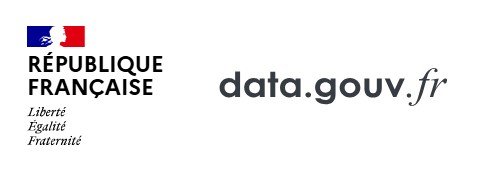 RÉPUBLIQUE
FRANÇAISE
Liberté
Égalité
Fraternité
data.gouv.fr